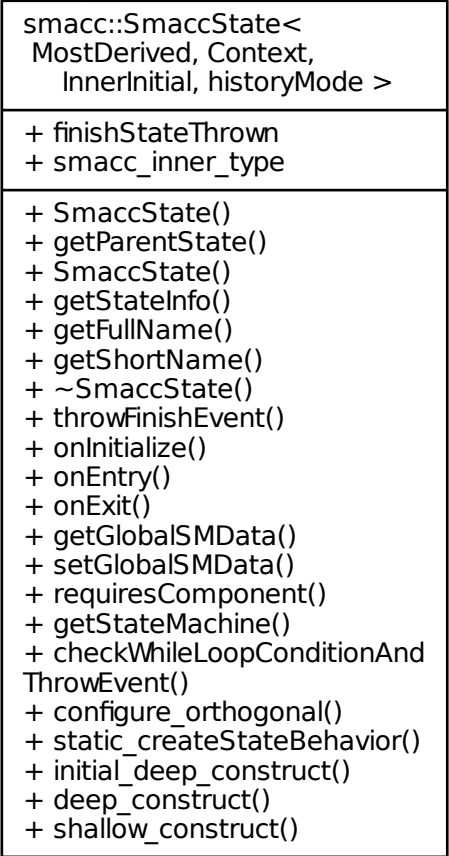 smacc::SmaccState<
MostDerived, Context,
InnerInitial, historyMode >
+ finishStateThrown
+ smacc_inner_type
+ SmaccState()
+ getParentState()
+ SmaccState()
+ getStateInfo()
+ getFullName()
+ getShortName()
+ ~SmaccState()
+ throwFinishEvent()
+ onInitialize()
+ onEntry()
+ onExit()
+ getGlobalSMData()
+ setGlobalSMData()
+ requiresComponent()
+ getStateMachine()
+ checkWhileLoopConditionAnd
ThrowEvent()
+ configure_orthogonal()
+ static_createStateBehavior()
+ initial_deep_construct()
+ deep_construct()
+ shallow_construct()